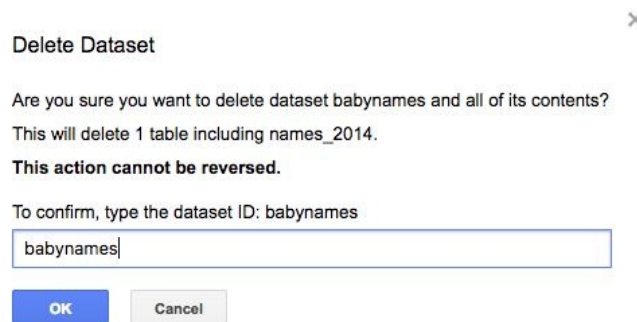 Delete Dataset
Are you sure you want to delete dataset babynames and all of its contents?
This will delete 1 table including names_2014.
This action cannot be reversed.
To confirm, type the dataset ID: babynames
babynames
OK Cancel